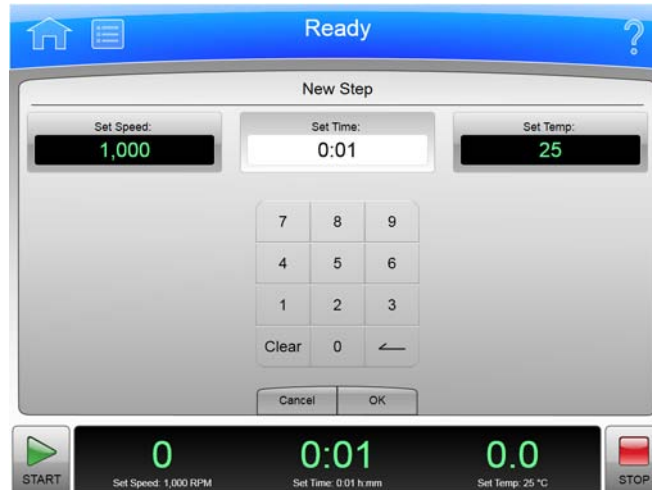 Ready
New Step
Set Speed:
Set Time:
Set Temp:
1,000
0:01
25
7 8 9
4 5 6
1 2 3
Clear 0
Cancel OK
0 0:01 0.0
START Set Speed: 1,000 RPM Set Time: 0:01 h:mm Set Temp: 25 °C STOP